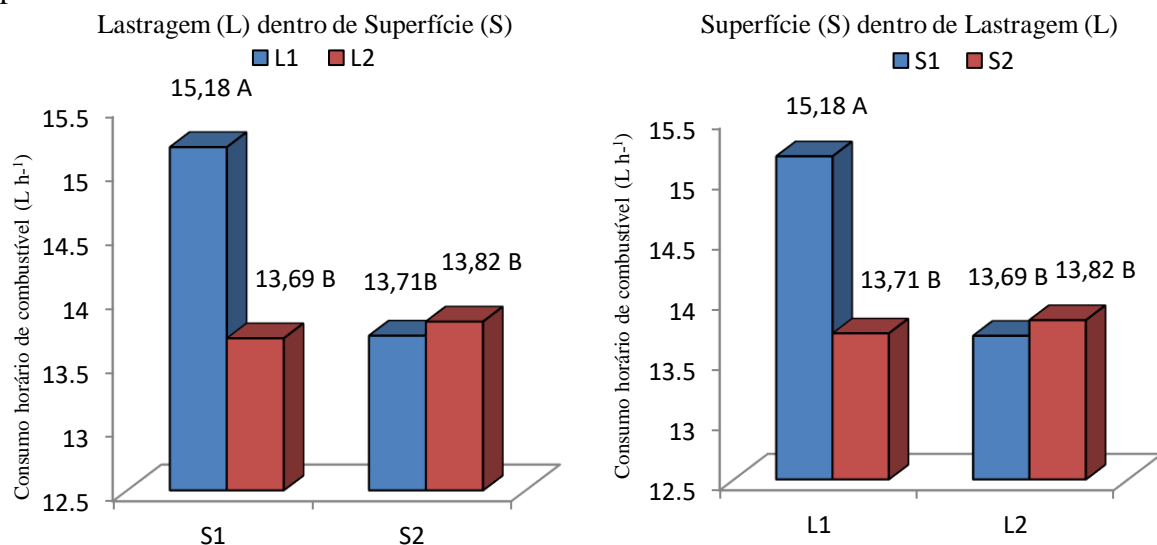 Lastragem (L) dentro de Superfície (S)
L1 L2
15,18 A
13,69 B
13,71B
13,82 B
15.5
15
14.5
14
13.5
13
12.5
Consumo horário de combustível (L h-¹)
S1 S2
Superfície (S) dentro de Lastragem (L)
S1 S2
15,18 A
13,71 B
13,69 B
13,82 B
15.5
15
14.5
14
13.5
13
12.5
Consumo horário de combustível (L h-¹)
L1 L2